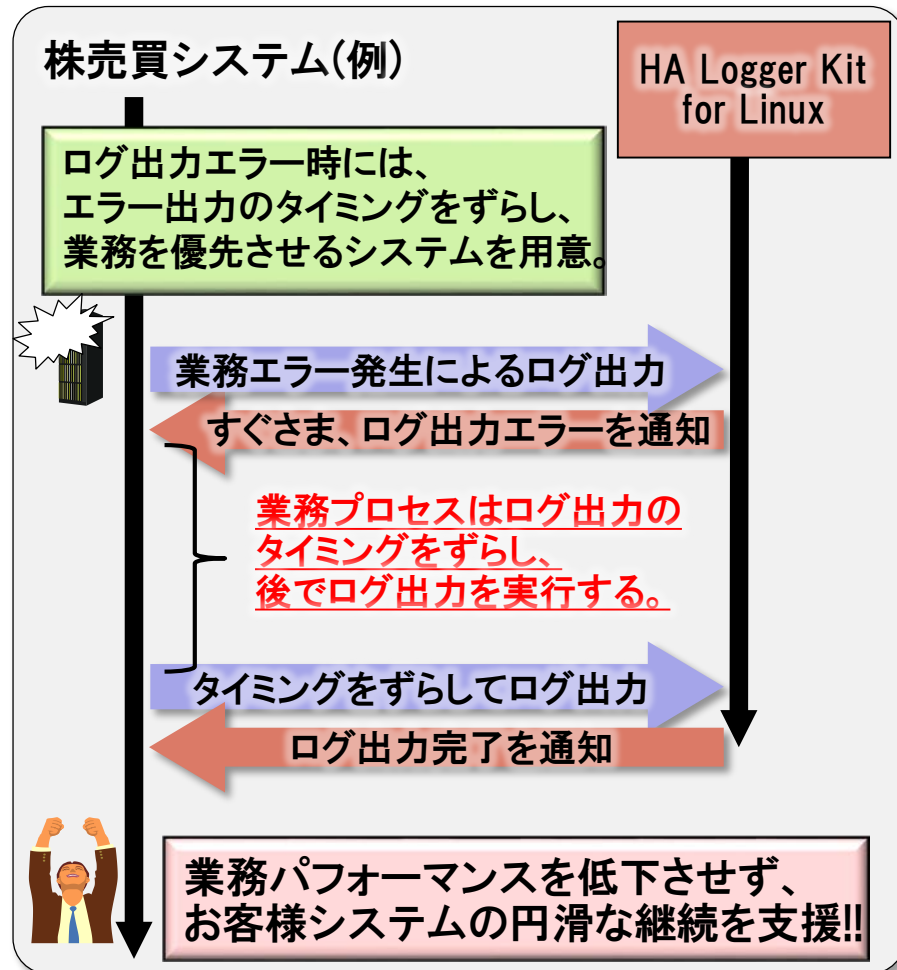 株売買システム(例)
HA Logger Kit
for Linux
ログ出力エラー時には、
エラー出力のタイミングをずらし、
業務を優先させるシステムを用意。
業務エラー発生によるログ出力
すぐさま、ログ出力エラーを通知
業務プロセスはログ出力の
タイミングをずらし、
後でログ出力を実行する。
タイミングをずらしてログ出力
ログ出力完了を通知
業務パフォーマンスを低下させず、
お客様システムの円滑な継続を支援!!